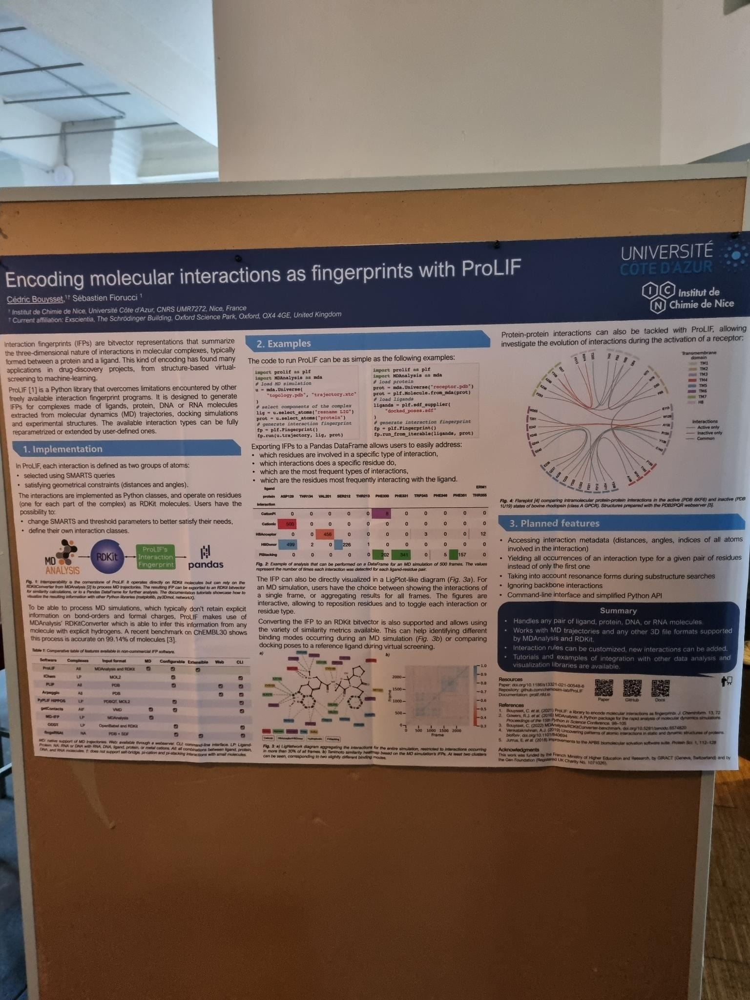 UNIVERSITÉ
CÔTE D'AZUR
Institut de
Chimie de Nice
I C N
Encoding molecular interactions as fingerprints with ProLIF
Cédric Bouysset,¹† Sébastien Fiorucci ¹
¹ Institut de Chimie de Nice, Université Côte d'Azur, CNRS UMR7272, Nice, France
† Current affiliation: Exscientia, The Schrödinger Building, Oxford Science Park, Oxford, OX4 4GE, United Kingdom
Interaction fingerprints (IFPs) are bitvector representations that summarize
the three-dimensional nature of interactions in molecular complexes, typically
formed between a protein and a ligand. This kind of encoding has found many
applications in drug-discovery projects, from structure-based virtual-
screening to machine-learning.
ProLIF [1] is a Python library that overcomes limitations encountered by other
freely available interaction fingerprint programs. It is designed to generate
IFPs for complexes made of ligands, protein, DNA or RNA molecules
extracted from molecular dynamics (MD) trajectories, docking simulations
and experimental structures. The available interaction types can be fully
reparametrized or extended by user-defined ones.
1. Implementation
In ProLIF, each interaction is defined as two groups of atoms:
• selected using SMARTS queries
• satisfying geometrical constraints (distances and angles).
The interactions are implemented as Python classes, and operate on residues
(one for each part of the complex) as RDKit molecules. Users have the
possibility to:
• change SMARTS and threshold parameters to better satisfy their needs,
• define their own interaction classes.
MD ANALYSIS
RDKit
ProLIF's
Interaction
Fingerprint
pandas
Fig. 1: Interoperability is the cornerstone of ProLIF. It operates directly on RDKit molecules but can rely on the
RDKitConverter from MDAnalysis [2] to process MD trajectories. The resulting IFP can be exported to an RDKit bitvector
for similarity calculations, or to a Pandas DataFrame for further analysis. The documentation tutorials showcase how to
visualize the resulting information with other Python libraries (matplotlib, py3Dmol, networkX).
To be able to process MD simulations, which typically don't retain explicit
information on bond-orders and formal charges, ProLIF makes use of
MDAnalysis' RDKitConverter which is able to infer this information from any
molecule with explicit hydrogens. A recent benchmark on ChEMBL30 shows
this process is accurate on 99.14% of molecules [3].
Table 1: Comparative table of features available in non-commercial IFP software.
Software Complexes Input format MD Configurable Extensible Web CLI
ProLIF All MDAnalysis and RDKit
IChem LP MOL2
PLIP All PDB
Arpeggio All PDB
PyPLIF HIPPOS LP PDBQT, MOL2
getContacts All† VMD
MD-IFP LP MDAnalysis
ODDT LP OpenBabel and RDKit
fingeRNAt NA PDB + SDF
MD: native support of MD trajectories. Web: available through a webserver. CLI: command-line interface. LP: Ligand-
Protein. NA: RNA or DNA with RNA, DNA, ligand, protein, or metal cations. All: all combinations between ligand, protein,
DNA, and RNA molecules. †: does not support salt-bridge, pi-cation and pi-stacking interactions with small molecules.
2. Examples
The code to run ProLIF can be as simple as the following examples:
import prolif as plf
import MDAnalysis as mda
# load MD simulation
u = mda.Universe(
"topology.pdb", "trajectory.xtc"
)
# select components of the complex
lig = u.select_atoms("resname LIG")
prot = u.select_atoms("protein")
# generate interaction fingerprint
fp = plf.Fingerprint()
fp.run(u.trajectory, lig, prot)
import prolif as plf
import MDAnalysis as mda
# load protein
prot = mda.Universe("receptor.pdb")
prot = plf.Molecule.from_mda(prot)
# load ligands
ligands = plf.sdf_supplier(
"docked_poses.sdf"
)
# generate interaction fingerprint
fp = plf.Fingerprint()
fp.run_from_iterable(ligands, prot)
Exporting IFPs to a Pandas DataFrame allows users to easily address:
• which residues are involved in a specific type of interaction,
• which interactions does a specific residue do,
• which are the most frequent types of interactions,
• which are the residues most frequently interacting with the ligand.
ligand ERM1
protein ASP129 THR134 VAL201 SER212 THR213 PHE330 PHE331 TRP345 PHE346 PHE351 THR355
interaction
CationPi 0 0 0 0 0 8 0 0 0 0 0
Cationic 500 0 0 0 0 0 0 0 0 0 0
HBAcceptor 0 0 456 0 0 0 0 3 0 0 12
HBDonor 499 2 0 226 1 0 0 0 0 0 0
PiStacking 0 0 0 0 0 202 341 0 5 157 0
Fig. 2: Example of analysis that can be performed on a DataFrame for an MD simulation of 500 frames. The values
represent the number of times each interaction was detected for each ligand-residue pair.
The IFP can also be directly visualized in a LigPlot-like diagram (Fig. 3a). For
an MD simulation, users have the choice between showing the interactions of
a single frame, or aggregating results for all frames. The figures are
interactive, allowing to reposition residues and to toggle each interaction or
residue type.
Converting the IFP to an RDKit bitvector is also supported and allows using
the variety of similarity metrics available. This can help identifying different
binding modes occurring during an MD simulation (Fig. 3b) or comparing
docking poses to a reference ligand during virtual screening.
a)
b)
Frame
2000
1500
1000
500
0
0 500 1000 1500 2000
Frame
1.0
0.9
0.8
0.7
0.6
0.5
0.4
0.3
Fig. 3: a) LigNetwork diagram aggregating the interactions for the entire simulation, restricted to interactions occurring
in more than 30% of all frames. b) Tanimoto similarity heatmap based on the MD simulation's IFPs. At least two clusters
can be seen, corresponding to two slightly different binding modes.
Protein-protein interactions can also be tackled with ProLIF, allowing
investigate the evolution of interactions during the activation of a receptor:
Transmembrane
domain
TM1
TM2
TM3
TM4
TM5
TM6
TM7
H8
Interactions
Active only
Inactive only
Common
Fig. 4: Flareplot [4] comparing intramolecular protein-protein interactions in the active (PDB 6KF6) and inactive (PDB
1U19) states of bovine rhodopsin (class A GPCR). Structures prepared with the PDB2PQR webserver [5].
3. Planned features
• Accessing interaction metadata (distances, angles, indices of all atoms
involved in the interaction)
• Yielding all occurrences of an interaction type for a given pair of residues
instead of only the first one
• Taking into account resonance forms during substructure searches
• Ignoring backbone interactions
• Command-line interface and simplified Python API
Summary
• Handles any pair of ligand, protein, DNA, or RNA molecules.
• Works with MD trajectories and any other 3D file formats supported
by MDAnalysis and RDKit.
• Interaction rules can be customized, new interactions can be added.
• Tutorials and examples of integration with other data analysis and
visualization libraries are available.
Resources
Paper: doi.org/10.1186/s13321-021-00548-6
Repository: github.com/chemosim-lab/ProLIF
Documentation: prolif.rtfd.io
Paper GitHub Docs
References
1. Bouysset, C. et al. (2021) ProLIF: a library to encode molecular interactions as fingerprints. J. Cheminform. 13, 72
2. Gowers, R.J. et al. (2016) MDAnalysis: A Python package for the rapid analysis of molecular dynamics simulations.
Proceedings of the 15th Python in Science Conference, 98–105
3. Bouysset, C. (2022) MDAnalysis/RDKitConverter-benchmark. doi.org/10.5281/zenodo.6574820
4. Venkatakrishnan, A.J. (2019) Uncovering patterns of atomic interactions in static and dynamic structures of proteins.
bioRxiv. doi.org/10.1101/840694
5. Jurrus, E. et al. (2018) Improvements to the APBS biomolecular solvation software suite. Protein Sci. 1, 112–128
Acknowledgments
This work was funded by the French Ministry of Higher Education and Research, by GIRACT (Geneva, Switzerland) and by
the Gen Foundation (Registered UK Charity No. 1071026).